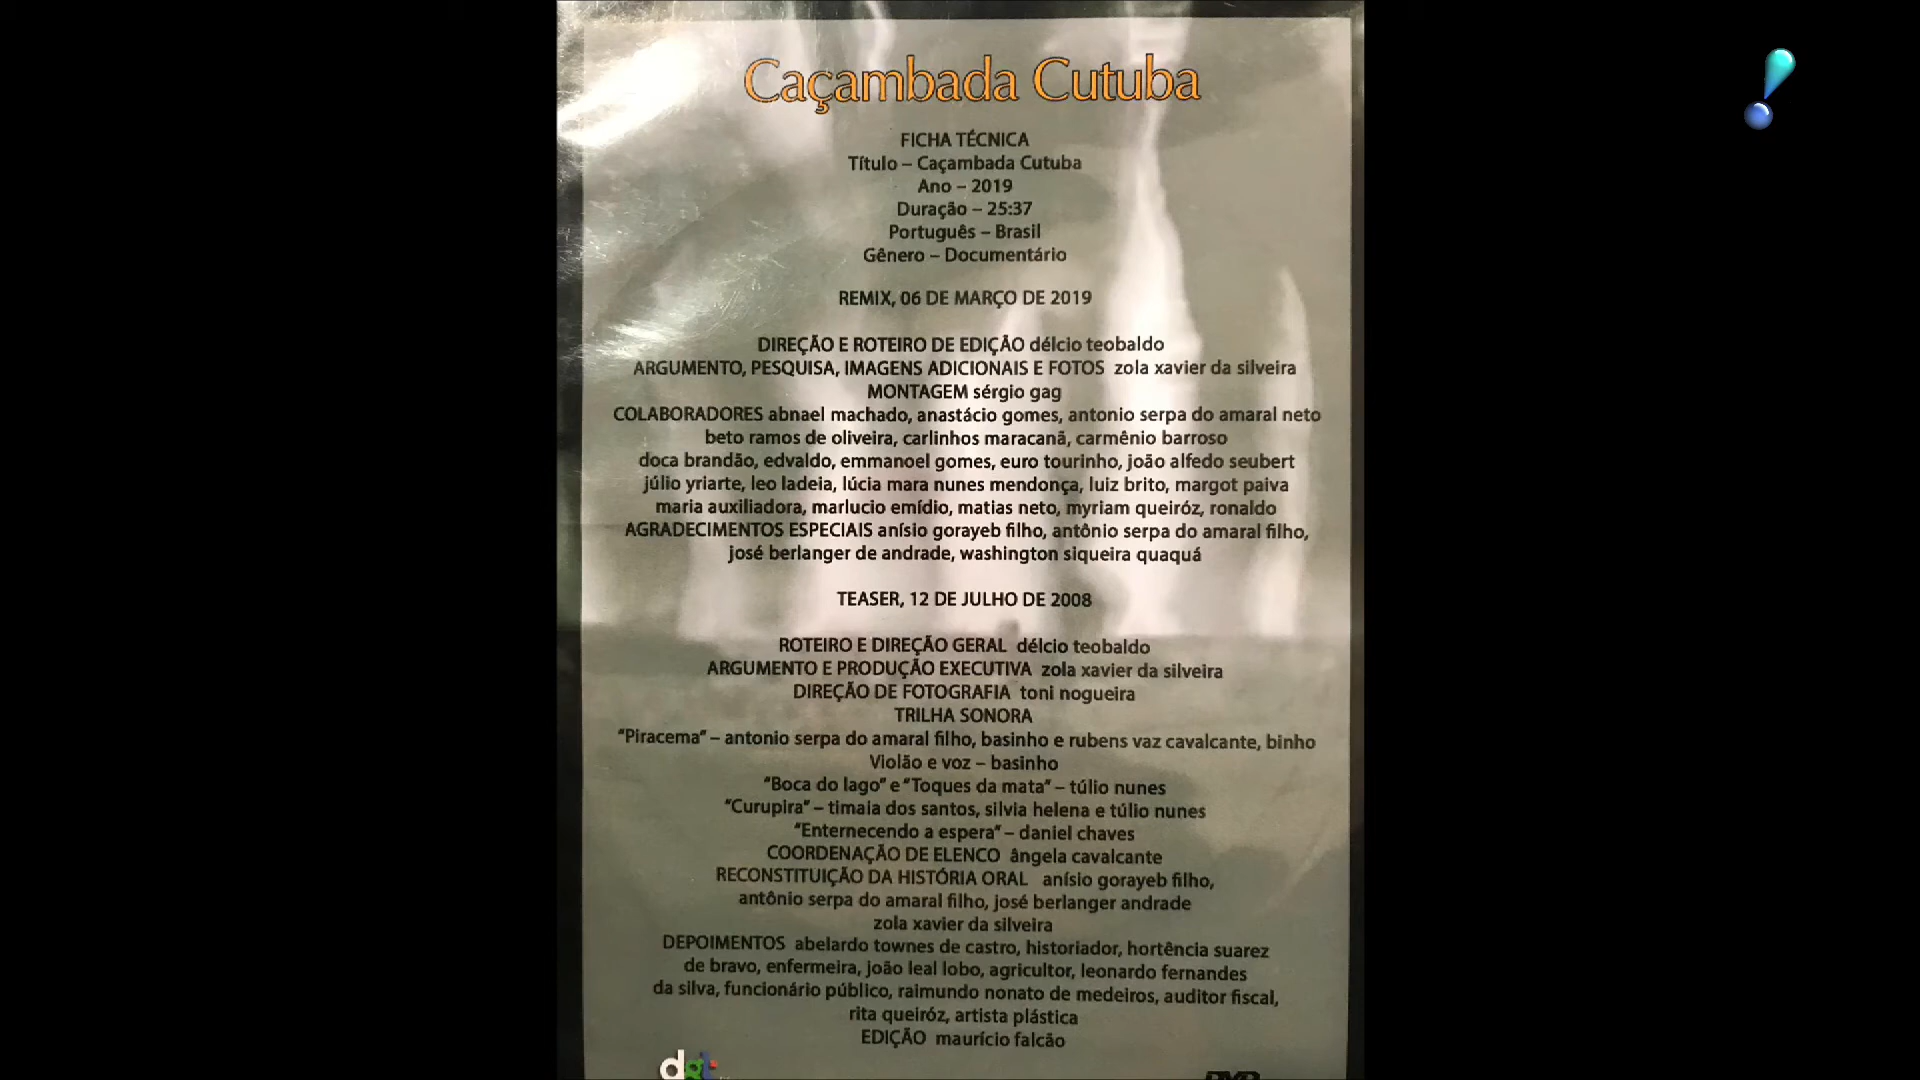 Caçambada Cutuba
FICHA TÉCNICA
Título – Caçambada Cutuba
Ano – 2019
Duração – 25:37
Português – Brasil
Gênero – Documentário
REMIX, 06 DE MARÇO DE 2019
DIREÇÃO E ROTEIRO DE EDIÇÃO délcio teobaldo
ARGUMENTO, PESQUISA, IMAGENS ADICIONAIS E FOTOS zola xavier da silveira
MONTAGEM sérgio gag
COLABORADORES abnael machado, anastácio gomes, antonio serpa do amaral neto
beto ramos de oliveira, carlinhos maracanã, carmênio barroso
doca brandão, edvaldo, emmanoel gomes, euro tourinho, joão alfedo seubert
júlio yriarte, leo ladeia, lúcia mara nunes mendonça, luiz brito, margot paiva
maria auxiliadora, marlucio emídio, matias neto, myriam queiróz, ronaldo
AGRADECIMENTOS ESPECIAIS anísio gorayeb filho, antônio serpa do amaral filho,
josé berlanger de andrade, washington siqueira quaquá
TEASER, 12 DE JULHO DE 2008
ROTEIRO E DIREÇÃO GERAL délcio teobaldo
ARGUMENTO E PRODUÇÃO EXECUTIVA zola xavier da silveira
DIREÇÃO DE FOTOGRAFIA toni nogueira
TRILHA SONORA
“Piracema” – antonio serpa do amaral filho, basinho e rubens vaz cavalcante, binho
Violão e voz – basinho
“Boca do lago” e “Toques da mata” – túlio nunes
“Curupira” – timaia dos santos, silvia helena e túlio nunes
“Enternecendo a espera” – daniel chaves
COORDENAÇÃO DE ELENCO ângela cavalcante
RECONSTITUIÇÃO DA HISTÓRIA ORAL anísio gorayeb filho,
antônio serpa do amaral filho, josé berlanger andrade
zola xavier da silveira
DEPOIMENTOS abelardo townes de castro, historiador, hortência suarez
de bravo, enfermeira, joão leal lobo, agricultor, leonardo fernandes
da silva, funcionário público, raimundo nonato de medeiros, auditor fiscal,
rita queiróz, artista plástica
EDIÇÃO maurício falcão